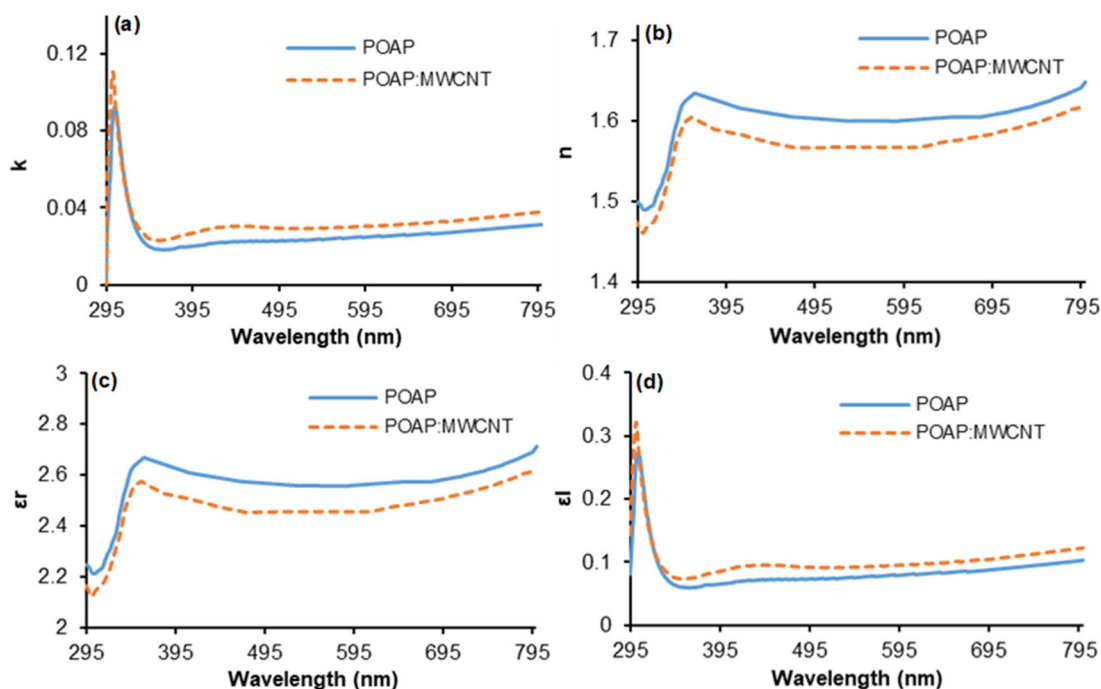 (a)
POAP
POAP:MWCNT
k
0.12
0.08
0.04
0
295 395 495 595 695 795
Wavelength (nm)
(b)
POAP
POAP:MWCNT
n
1.7
1.6
1.5
1.4
295 395 495 595 695 795
Wavelength (nm)
(c)
POAP
POAP:MWCNT
εr
3
2.8
2.6
2.4
2.2
2
295 395 495 595 695 795
Wavelength (nm)
(d)
POAP
POAP:MWCNT
εI
0.4
0.3
0.2
0.1
0
295 395 495 595 695 795
Wavelength (nm)